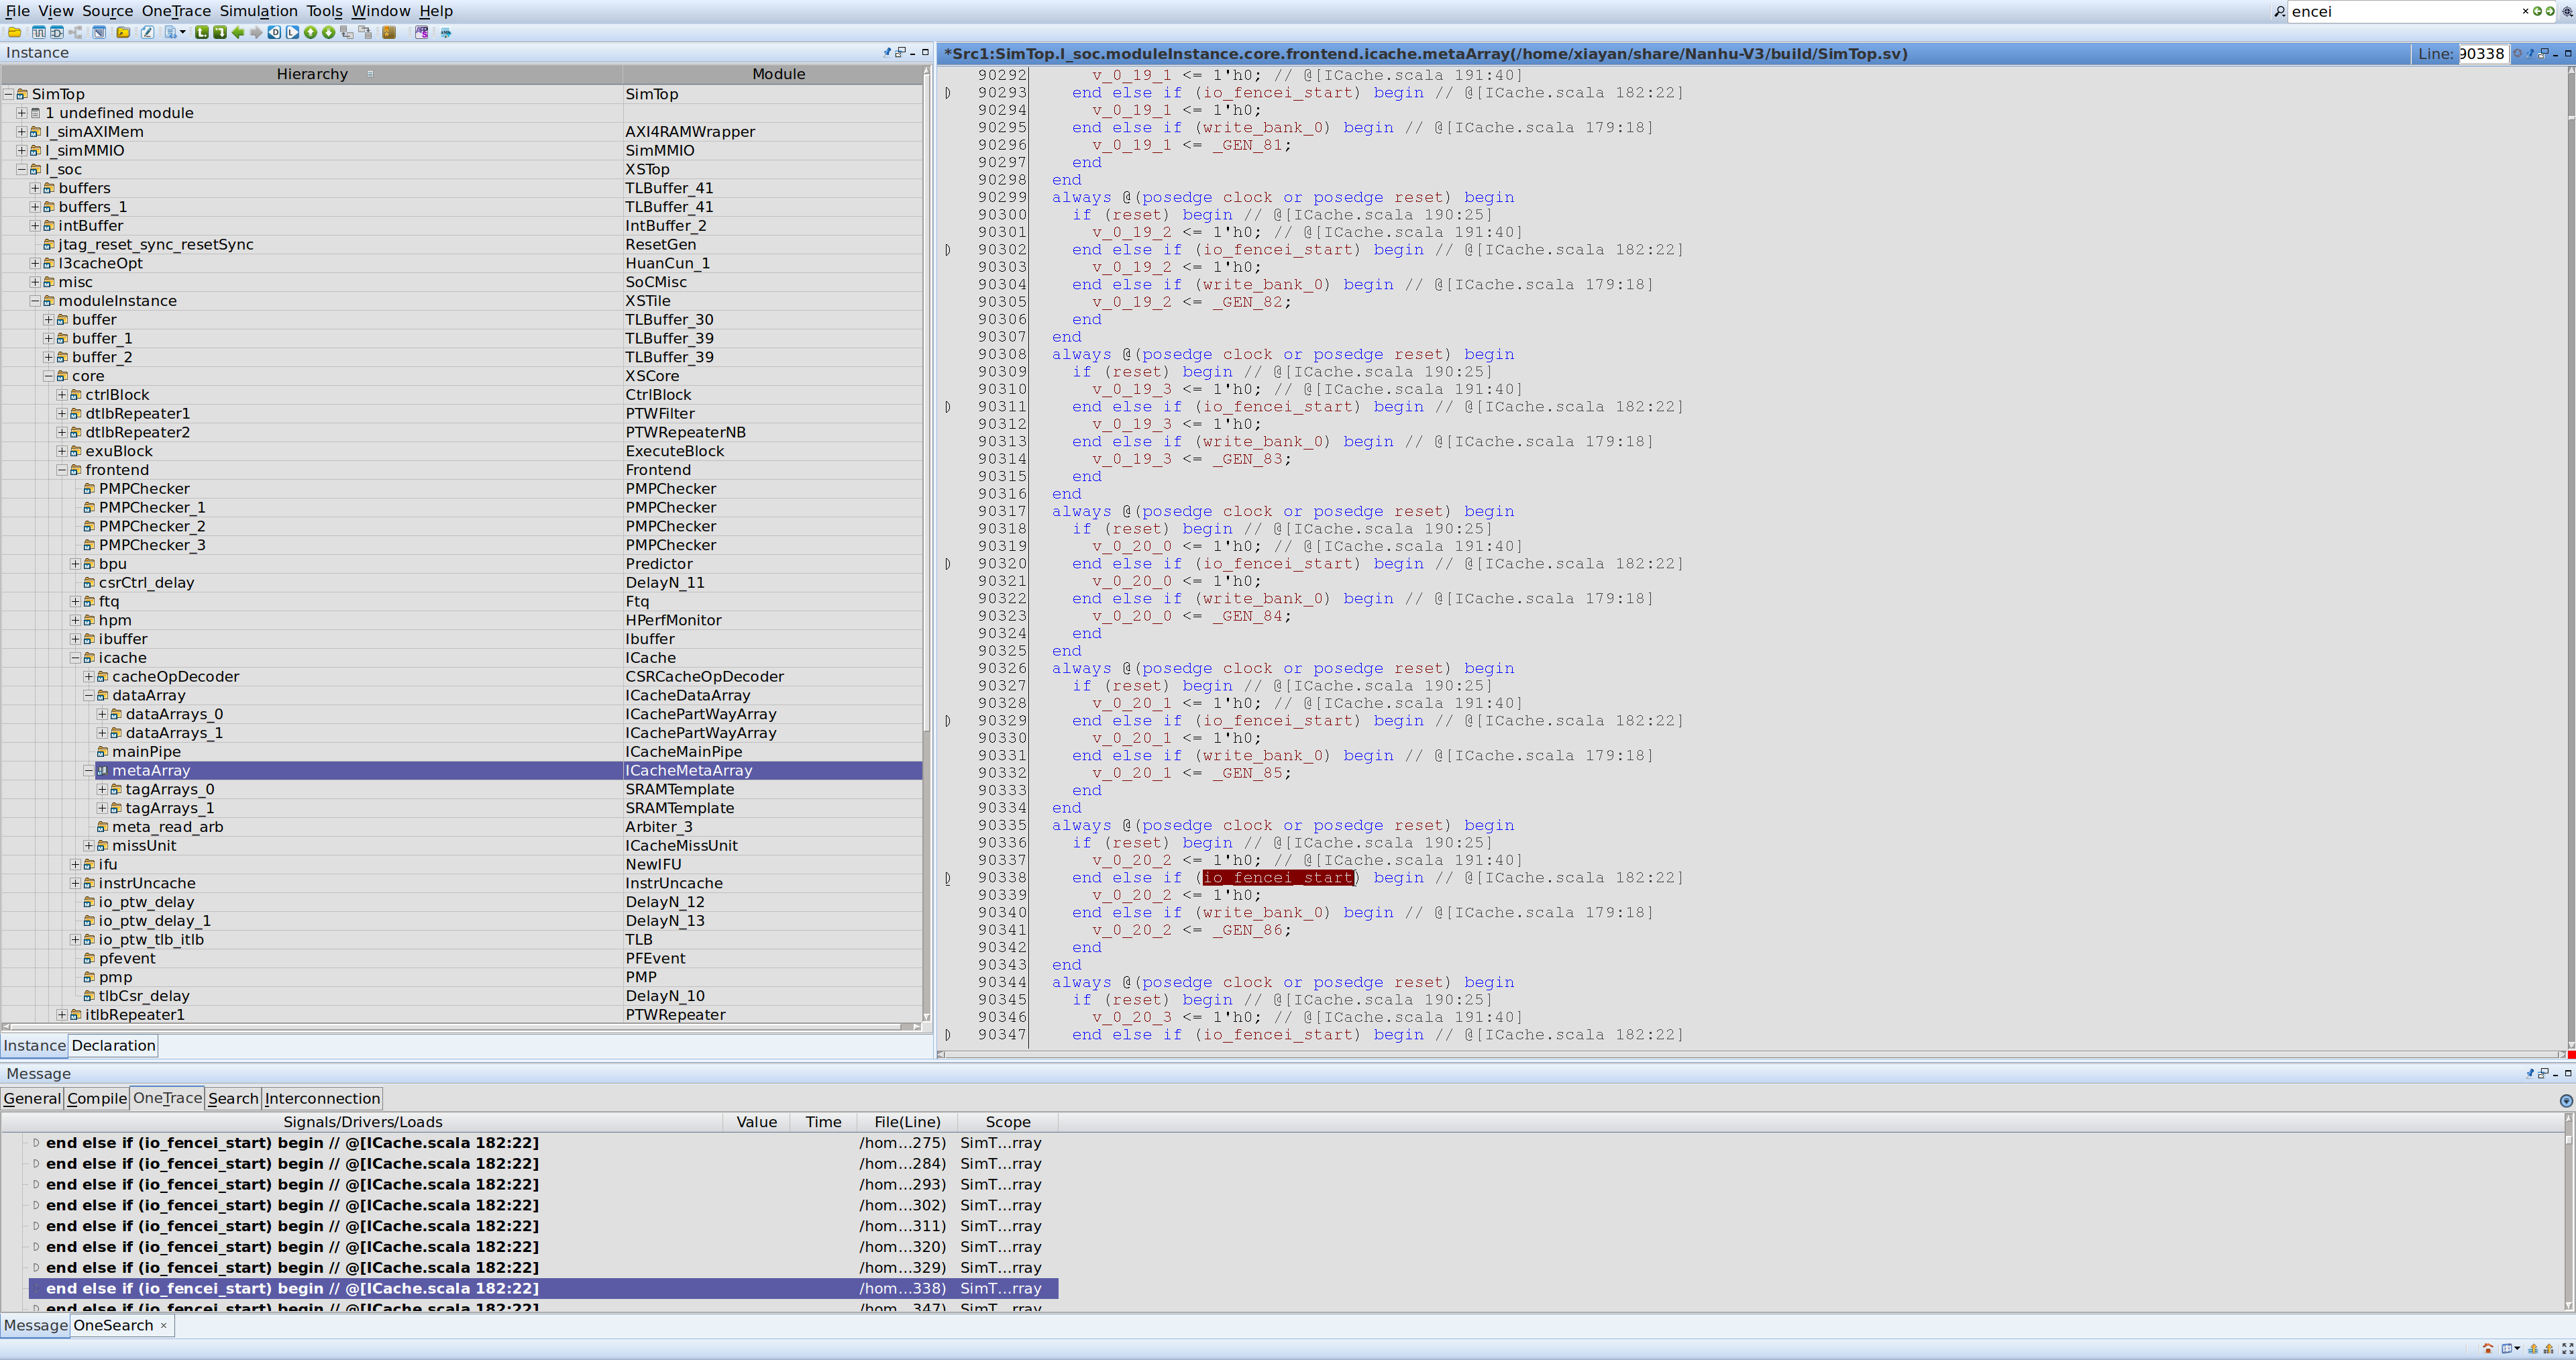 File View Source OneTrace Simulation Tools Window Help
encei
Instance
Hierarchy Module
SimTop SimTop
1 undefined module
l_simAXIMem AXI4RAMWrapper
l_simMMIO SimMMIO
l_soc XSTop
buffers TLBuffer_41
buffers_1 TLBuffer_41
intBuffer IntBuffer_2
jtag_reset_sync_resetSync ResetGen
l3cacheOpt HuanCun_1
misc SoCMisc
moduleInstance XSTile
buffer TLBuffer_30
buffer_1 TLBuffer_39
buffer_2 TLBuffer_39
core XSCore
ctrlBlock CtrlBlock
dtlbRepeater1 PTWFilter
dtlbRepeater2 PTWRepeaterNB
exuBlock ExecuteBlock
frontend Frontend
PMPChecker PMPChecker
PMPChecker_1 PMPChecker
PMPChecker_2 PMPChecker
PMPChecker_3 PMPChecker
bpu Predictor
csrCtrl_delay DelayN_11
ftq Ftq
hpm HPerfMonitor
ibuffer Ibuffer
icache ICache
cacheOpDecoder CSRCacheOpDecoder
dataArray ICacheDataArray
dataArrays_0 ICachePartWayArray
dataArrays_1 ICachePartWayArray
mainPipe ICacheMainPipe
metaArray ICacheMetaArray
tagArrays_0 SRAMTemplate
tagArrays_1 SRAMTemplate
meta_read_arb Arbiter_3
missUnit ICacheMissUnit
ifu NewIFU
instrUncache InstrUncache
io_ptw_delay DelayN_12
io_ptw_delay_1 DelayN_13
io_ptw_tlb_itlb TLB
pfevent PFEvent
pmp PMP
tlbCsr_delay DelayN_10
itlbRepeater1 PTWRepeater
Instance Declaration
*Src1:SimTop.l_soc.moduleInstance.core.frontend.icache.metaArray(/home/xiayan/share/Nanhu-V3/build/SimTop.sv) Line: 90338
90292 v_0_19_1 <= 1'h0; // @[ICache.scala 191:40]
90293 end else if (io_fencei_start) begin // @[ICache.scala 182:22]
90294 v_0_19_1 <= 1'h0;
90295 end else if (write_bank_0) begin // @[ICache.scala 179:18]
90296 v_0_19_1 <= _GEN_81;
90297 end
90298 end
90299 always @(posedge clock or posedge reset) begin
90300 if (reset) begin // @[ICache.scala 190:25]
90301 v_0_19_2 <= 1'h0; // @[ICache.scala 191:40]
90302 end else if (io_fencei_start) begin // @[ICache.scala 182:22]
90303 v_0_19_2 <= 1'h0;
90304 end else if (write_bank_0) begin // @[ICache.scala 179:18]
90305 v_0_19_2 <= _GEN_82;
90306 end
90307 end
90308 always @(posedge clock or posedge reset) begin
90309 if (reset) begin // @[ICache.scala 190:25]
90310 v_0_19_3 <= 1'h0; // @[ICache.scala 191:40]
90311 end else if (io_fencei_start) begin // @[ICache.scala 182:22]
90312 v_0_19_3 <= 1'h0;
90313 end else if (write_bank_0) begin // @[ICache.scala 179:18]
90314 v_0_19_3 <= _GEN_83;
90315 end
90316 end
90317 always @(posedge clock or posedge reset) begin
90318 if (reset) begin // @[ICache.scala 190:25]
90319 v_0_20_0 <= 1'h0; // @[ICache.scala 191:40]
90320 end else if (io_fencei_start) begin // @[ICache.scala 182:22]
90321 v_0_20_0 <= 1'h0;
90322 end else if (write_bank_0) begin // @[ICache.scala 179:18]
90323 v_0_20_0 <= _GEN_84;
90324 end
90325 end
90326 always @(posedge clock or posedge reset) begin
90327 if (reset) begin // @[ICache.scala 190:25]
90328 v_0_20_1 <= 1'h0; // @[ICache.scala 191:40]
90329 end else if (io_fencei_start) begin // @[ICache.scala 182:22]
90330 v_0_20_1 <= 1'h0;
90331 end else if (write_bank_0) begin // @[ICache.scala 179:18]
90332 v_0_20_1 <= _GEN_85;
90333 end
90334 end
90335 always @(posedge clock or posedge reset) begin
90336 if (reset) begin // @[ICache.scala 190:25]
90337 v_0_20_2 <= 1'h0; // @[ICache.scala 191:40]
90338 end else if (io_fencei_start) begin // @[ICache.scala 182:22]
90339 v_0_20_2 <= 1'h0;
90340 end else if (write_bank_0) begin // @[ICache.scala 179:18]
90341 v_0_20_2 <= _GEN_86;
90342 end
90343 end
90344 always @(posedge clock or posedge reset) begin
90345 if (reset) begin // @[ICache.scala 190:25]
90346 v_0_20_3 <= 1'h0; // @[ICache.scala 191:40]
90347 end else if (io_fencei_start) begin // @[ICache.scala 182:22]
Message
General Compile OneTrace Search Interconnection
Signals/Drivers/Loads Value Time File(Line) Scope
end else if (io_fencei_start) begin // @[ICache.scala 182:22] /hom...275) SimT...rray
end else if (io_fencei_start) begin // @[ICache.scala 182:22] /hom...284) SimT...rray
end else if (io_fencei_start) begin // @[ICache.scala 182:22] /hom...293) SimT...rray
end else if (io_fencei_start) begin // @[ICache.scala 182:22] /hom...302) SimT...rray
end else if (io_fencei_start) begin // @[ICache.scala 182:22] /hom...311) SimT...rray
end else if (io_fencei_start) begin // @[ICache.scala 182:22] /hom...320) SimT...rray
end else if (io_fencei_start) begin // @[ICache.scala 182:22] /hom...329) SimT...rray
end else if (io_fencei_start) begin // @[ICache.scala 182:22] /hom...338) SimT...rray
end else if (io_fencei_start) begin // @[ICache.scala 182:22] /hom...347) SimT...rray
Message OneSearch